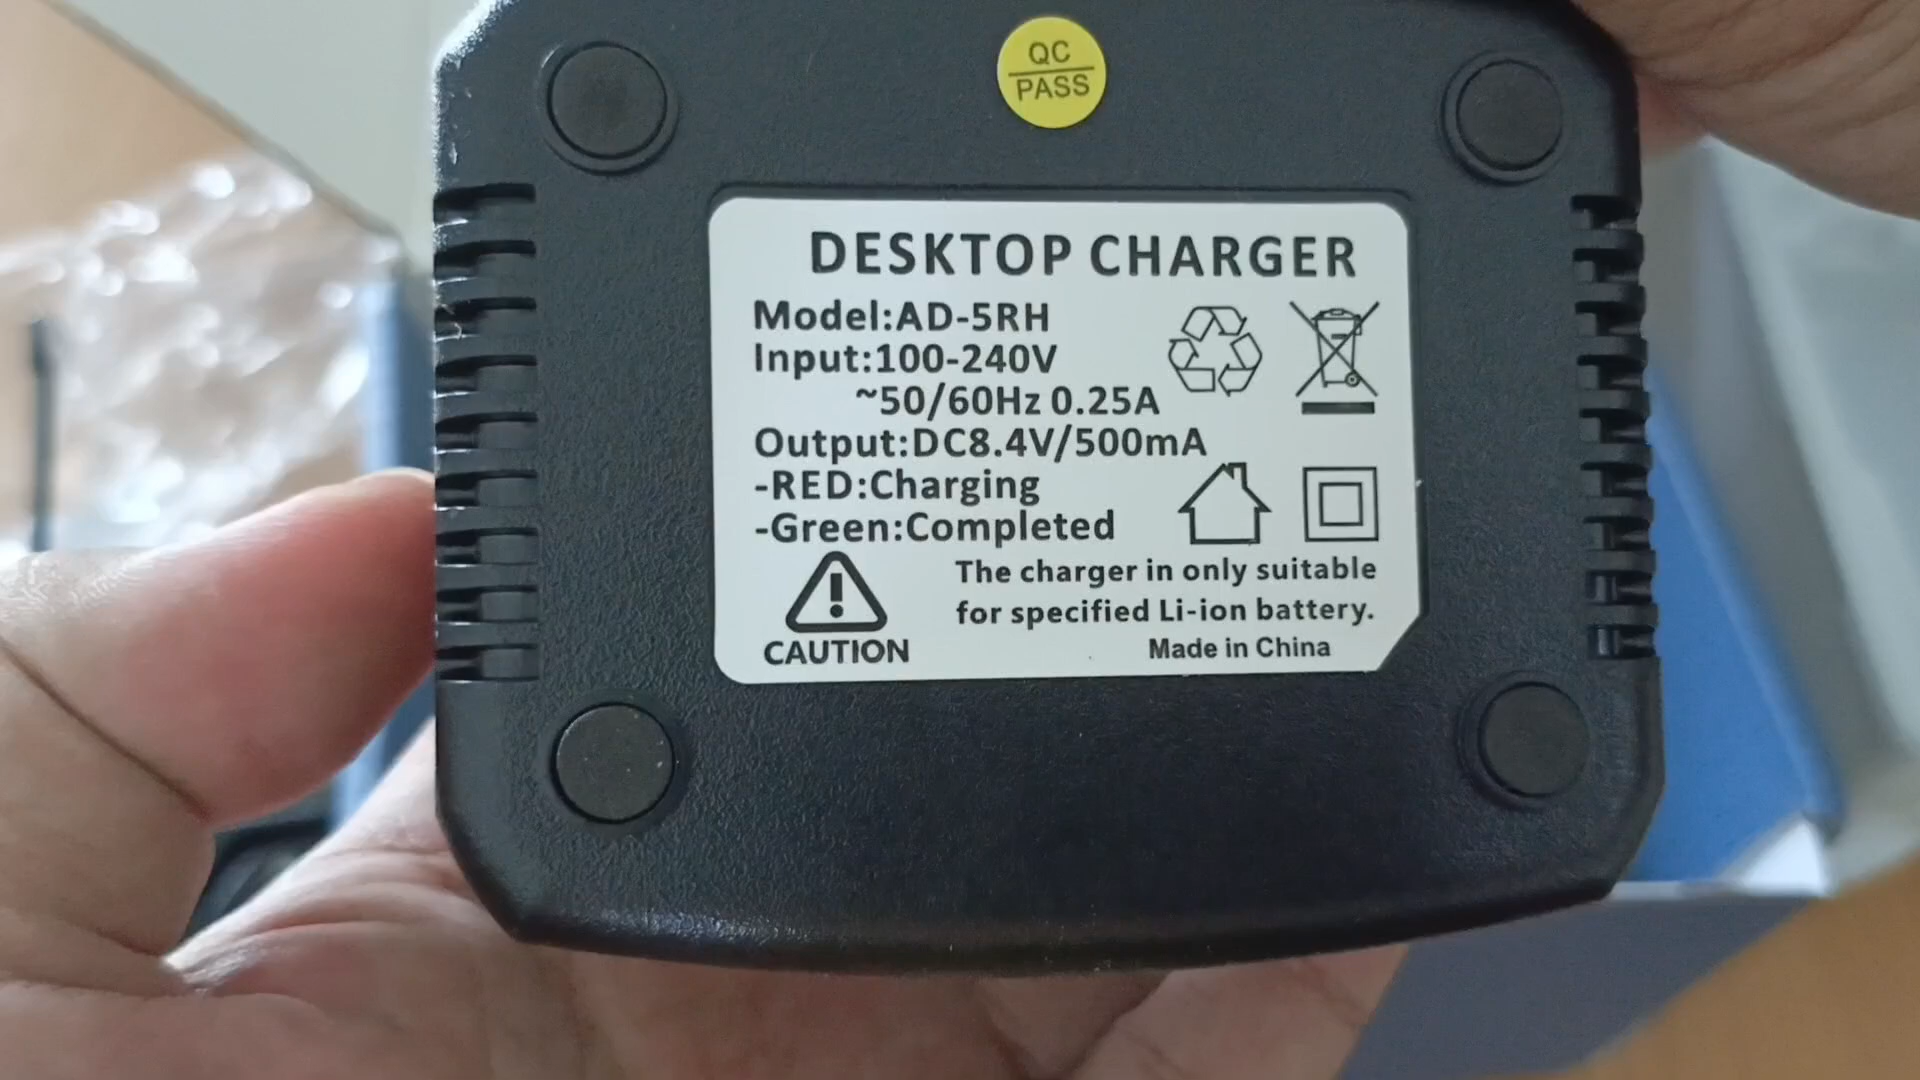 QC
PASS
DESKTOP CHARGER
Model:AD-5RH
Input:100-240V
~50/60Hz 0.25A
Output:DC8.4V/500mA
-RED:Charging
-Green:Completed
The charger in only suitable
for specified Li-ion battery.
CAUTION
Made in China